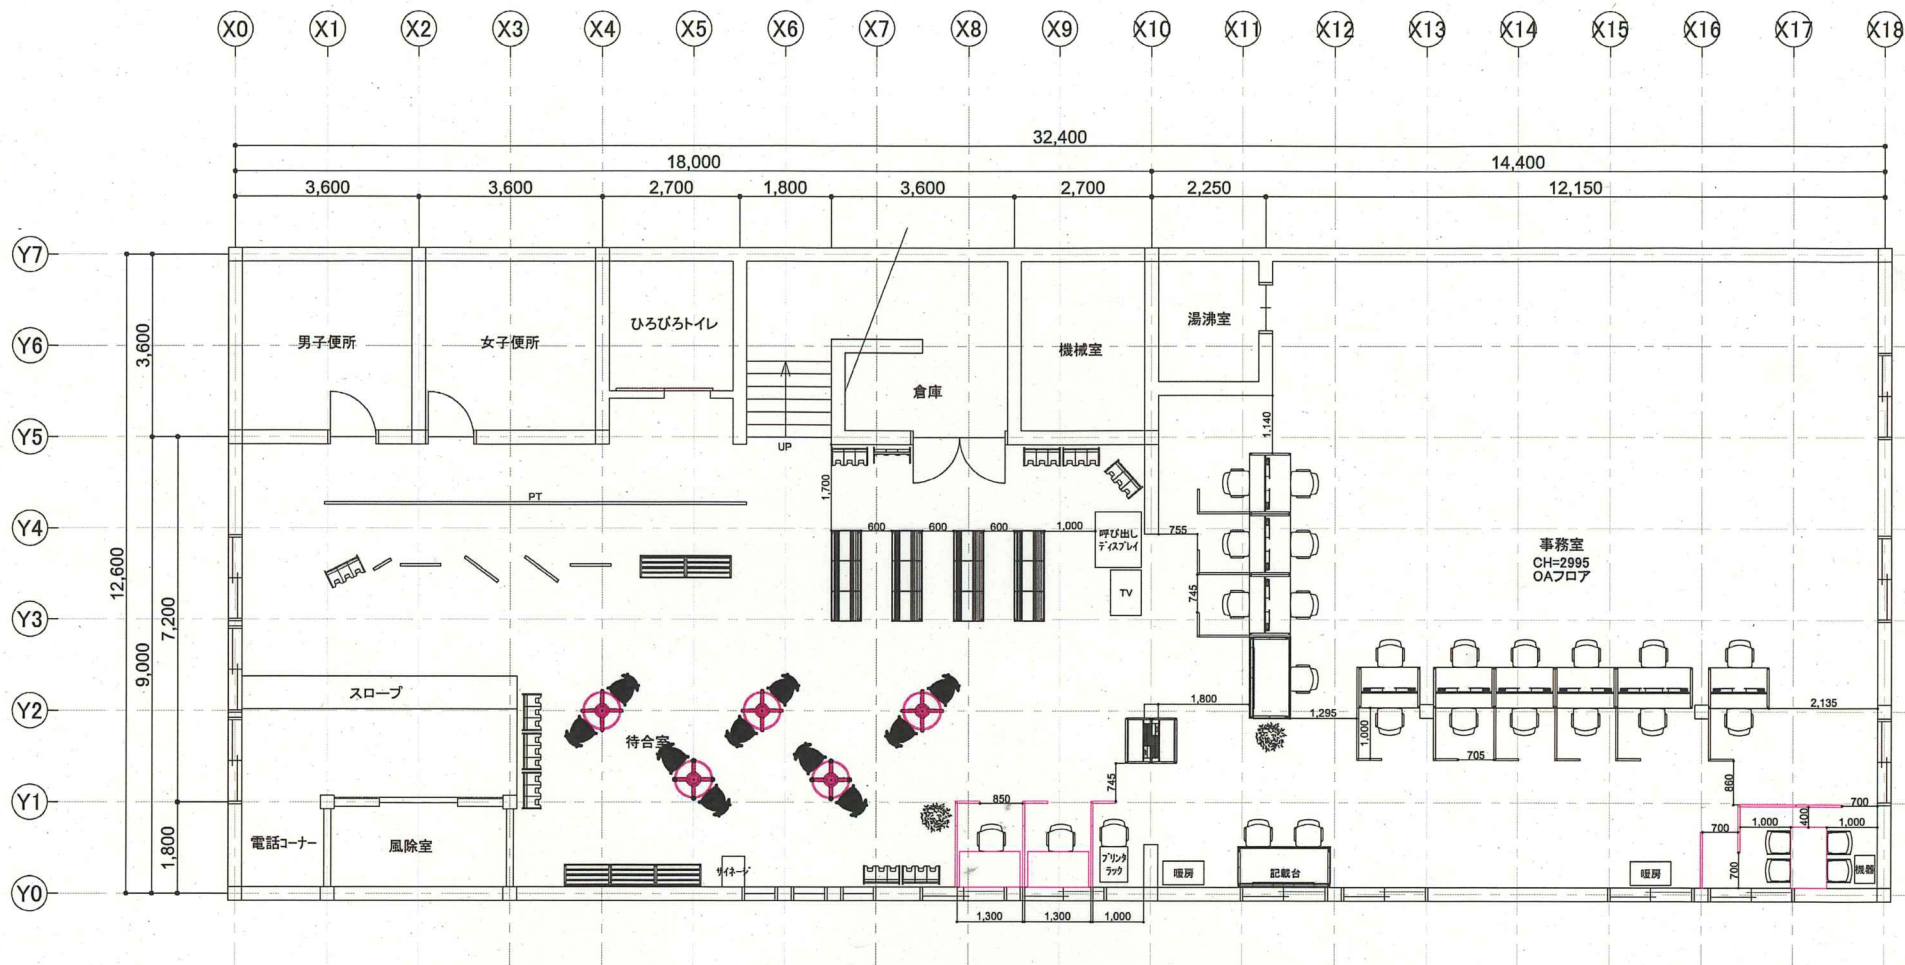 X0 X1 X2 X3 X4 X5 X6 X7 X8 X9 X10 X11 X12 X13 X14 X15 X16 X17 X18
32,400
18,000 14,400
3,600 3,600 2,700 1,800 3,600 2,700 2,250 12,150
Y7
Y6
Y5
Y4
Y3
Y2
Y1
Y0
12,600
3,600
9,000
7,200
1,800
男子便所
女子便所
ひろびろトイレ
UP
倉庫
機械室
湯沸室
1,140
PT
1,700
600 600 600 1,000
呼び出し
ディスプレイ
TV
755
745
事務室
CH=2995
OAフロア
スロープ
待合室
1,800
1,295
1,000
705
2,135
745
850
860
700
400
1,000
1,000
700
700
電話コーナー
風除室
サイネージ
プリンタ
ラック
暖房
記載台
暖房
機器
1,300 1,300 1,000